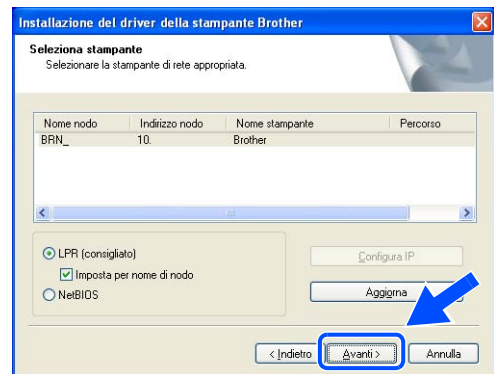 Installazione del driver della stampante Brother
Seleziona stampante
Selezionare la stampante di rete appropriata.
Nome nodo Indirizzo nodo Nome stampante Percorso
BRN_ 10. Brother
LPR (consigliato)
Configura IP
Imposta per nome di nodo
NetBIOS
Aggiorna
< Indietro Avanti > Annulla